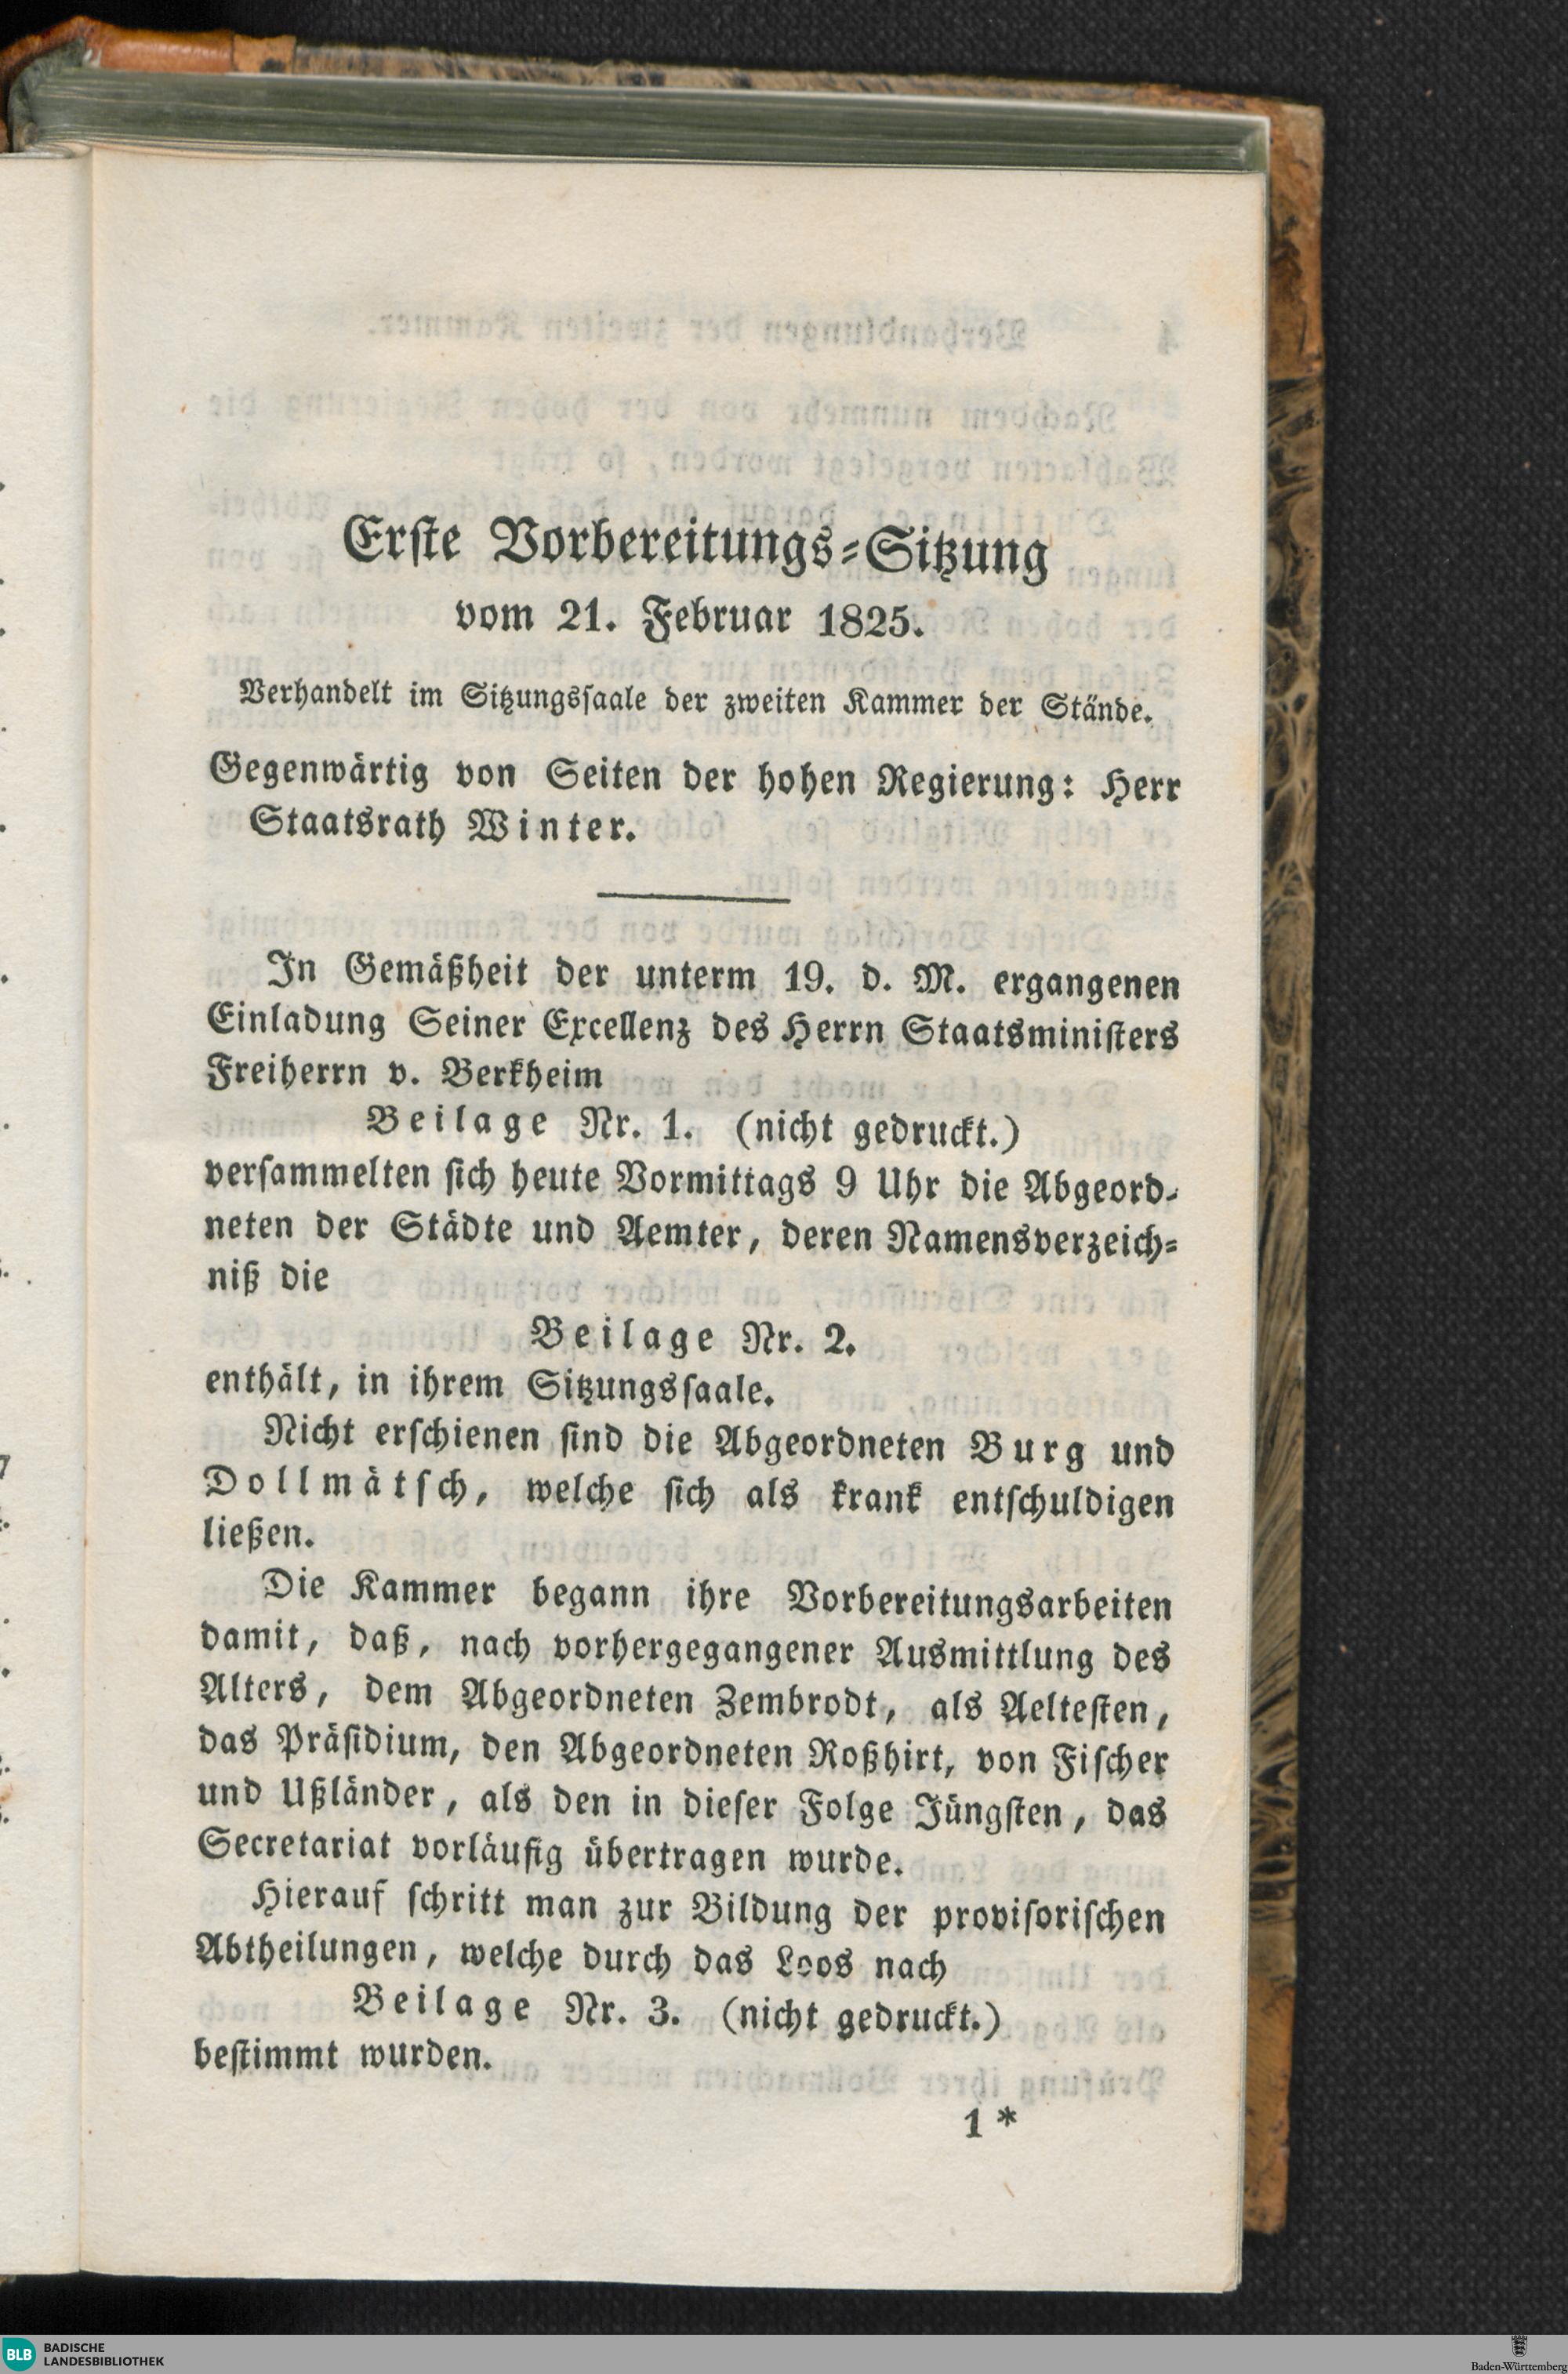 Erſte Vorbereitungs⸗Sitzung
vom 21. Februar 1825.
Verhandelt im Sitzungsſaale der zweiten Kammer der Stände.
Gegenwärtig von Seiten der hohen Regierung: Herr
Staatsrath Winter.
In Gemäßheit der unterm 19. d. M. ergangenen
Einladung Seiner Excellenz des Herrn Staatsminiſters
Freiherrn v. Berkheim
Beilage Nr. 1. (nicht gedruckt.)
verſammelten ſich heute Vormittags 9 Uhr die Abgeord-
neten der Städte und Aemter, deren Namensverzeich⸗
niß die
Beilage Nr. 2.
enthält, in ihrem Sitzungsſaale.
Nicht erſchienen ſind die Abgeordneten Burg und
Dollmätſch, welche ſich als krank entſchuldigen
ließen.
Die Kammer begann ihre Vorbereitungsarbeiten
damit, daß, nach vorhergegangener Ausmittlung des
Alters, dem Abgeordneten Zembrodt, als Aelteſten,
das Präſidium, den Abgeordneten Roßhirt, von Fiſcher
und Ußländer, als den in dieſer Folge Jüngſten, das
Secretariat vorläufig übertragen wurde.
Hierauf ſchritt man zur Bildung der proviſoriſchen
Abtheilungen, welche durch das Loos nach
Beilage Nr. 3. (nicht gedruckt.)
beſtimmt wurden.
1 *
BLB BADISCHE
LANDESBIBLIOTHEK
Baden-Württemberg